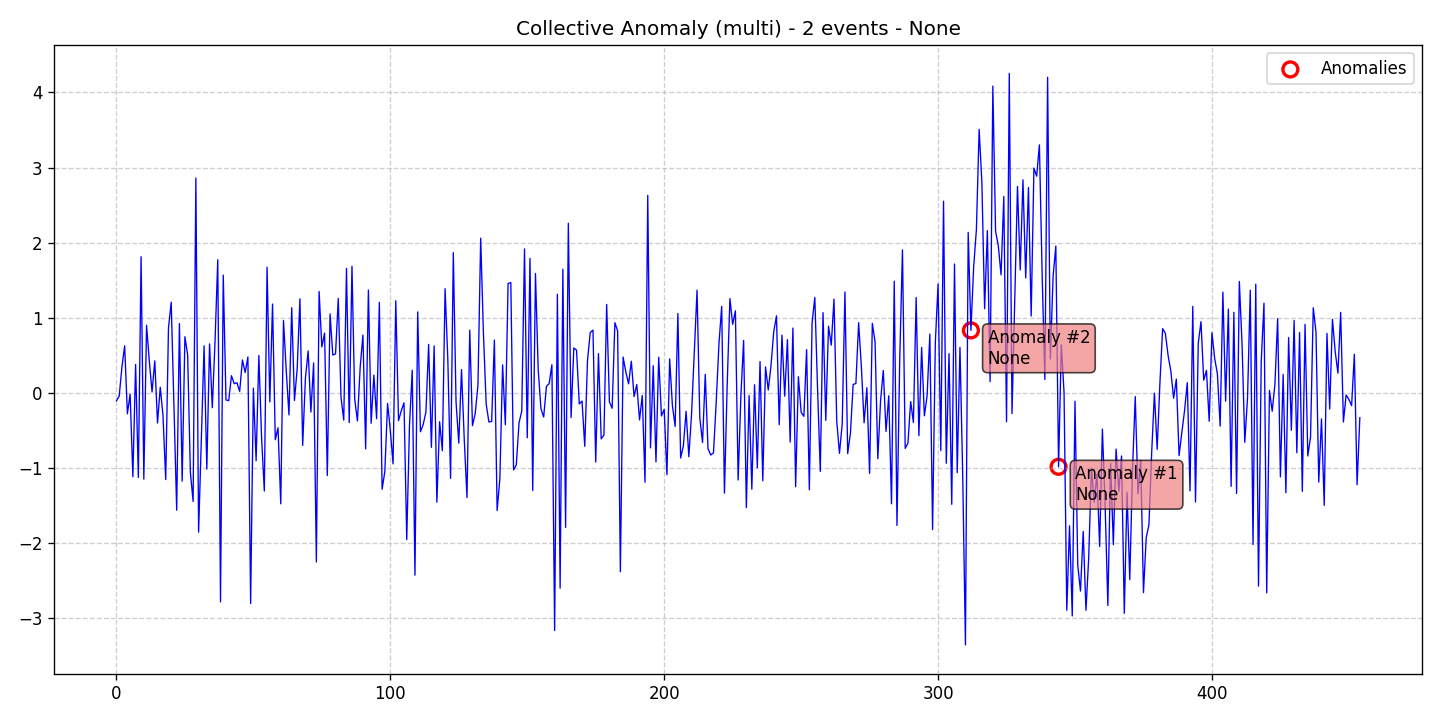 Collective Anomaly (multi) - 2 events - None
Anomalies
4
3
2
1
0
−1
−2
−3
Anomaly #2
None
Anomaly #1
None
0
100
200
300
400